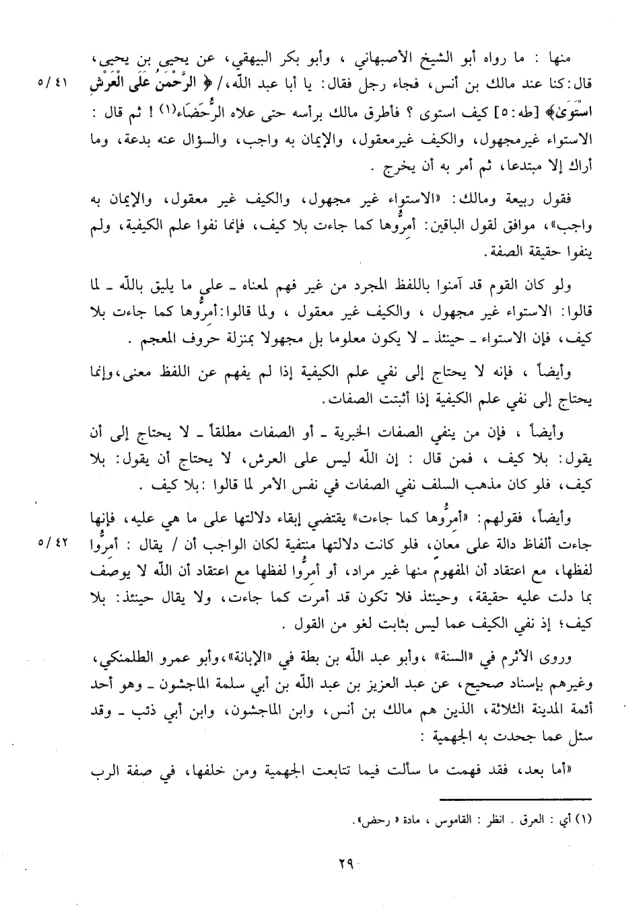 منها : ما رواه أبو الشيخ الأصبهاني ، وأبو بكر البيهقي، عن يحيى بن يحيى،
قال:كنا عند مالك بن أنس، فجاء رجل فقال: يا أبا عبد اللّه،/ ﴿ الرَّحْمَنُ عَلَى الْعَرْشِ ٥/٤١
اسْتَوَىٰ﴾ [طه:٥] كيف استوى ؟ فأطرق مالك برأسه حتى علاه الرُّحَضَاء(١) ! ثم قال :
الاستواء غيرمجهول، والكيف غيرمعقول، والإيمان به واجب، والسؤال عنه بدعة، وما
أراك إلا مبتدعا، ثم أمر به أن يخرج .
فقول ربيعة ومالك: «الاستواء غير مجهول، والكيف غير معقول، والإيمان به
واجب»، موافق لقول الباقين: أمِرُّوها كما جاءت بلا كيف، فإنما نفوا علم الكيفية، ولم
ينفوا حقيقة الصفة.
ولو كان القوم قد آمنوا باللفظ المجرد من غير فهم لمعناه ـ على ما يليق باللّه ـ لما
قالوا: الاستواء غير مجهول ، والكيف غير معقول ، ولما قالوا:أمِرُّوها كما جاءت بلا
كيف، فإن الاستواء ـ حينئذ ـ لا يكون معلوما بل مجهولا بمنزلة حروف المعجم .
وأيضاً ، فإنه لا يحتاج إلى نفي علم الكيفية إذا لم يفهم عن اللفظ معنى،وإنما
يحتاج إلى نفي علم الكيفية إذا أثبتت الصفات.
وأيضاً ، فإن من ينفي الصفات الخبرية ـ أو الصفات مطلقاً ـ لا يحتاج إلى أن
يقول: بلا كيف ، فمن قال : إن اللّه ليس على العرش، لا يحتاج أن يقول: بلا
كيف، فلو كان مذهب السلف نفي الصفات في نفس الأمر لما قالوا :بلا كيف .
وأيضاً، فقولهم: «أمِرُّوها كما جاءت» يقتضي إبقاء دلالتها على ما هي عليه، فإنها
جاءت ألفاظ دالة على معانٍ، فلو كانت دلالتها منتفية لكان الواجب أن / يقال : أمِرُّوا ٥/٤٢
لفظها، مع اعتقاد أن المفهوم منها غير مراد، أو أمِرُّوا لفظها مع اعتقاد أن اللّه لا يوصف
بما دلت عليه حقيقة، وحينئذ فلا تكون قد أمرت كما جاءت، ولا يقال حينئذ: بلا
كيف؛ إذ نفي الكيف عما ليس بثابت لغو من القول .
وروى الأثرم في «السنة» ،وأبو عبد اللّه بن بطة في «الإبانة»،وأبو عمرو الطلمنكي،
وغيرهم بإسناد صحيح، عن عبد العزيز بن عبد اللّه بن أبي سلمة الماجشون ـ وهو أحد
أئمة المدينة الثلاثة، الذين هم مالك بن أنس، وابن الماجشون، وابن أبي ذئب ـ وقد
سئل عما جحدت به الجهمية :
«أما بعد، فقد فهمت ما سألت فيما تتابعت الجهمية ومن خلفها، في صفة الرب
(١) أي : العرق . انظر : القاموس ، مادة « رحض».
٢٩